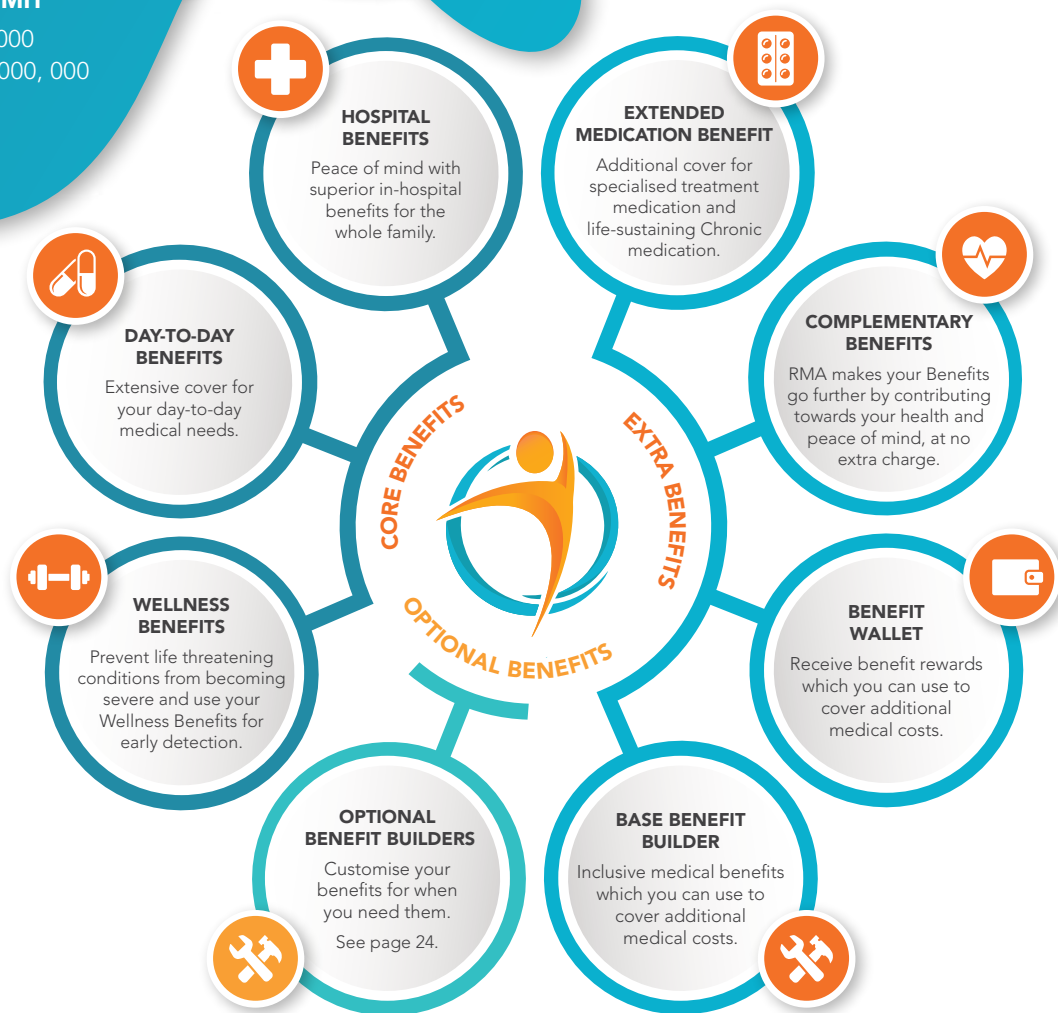 000
000, 000
HOSPITAL
BENEFITS
Peace of mind with
superior in-hospital
benefits for the
whole family.
EXTENDED
MEDICATION BENEFIT
Additional cover for
specialised treatment
medication and
life-sustaining Chronic
medication.
DAY-TO-DAY
BENEFITS
Extensive cover for
your day-to-day
medical needs.
COMPLEMENTARY
BENEFITS
RMA makes your Benefits
go further by contributing
towards your health and
peace of mind, at no
extra charge.
CORE BENEFITS
EXTRA BENEFITS
OPTIONAL BENEFITS
WELLNESS
BENEFITS
Prevent life threatening
conditions from becoming
severe and use your
Wellness Benefits for
early detection.
BENEFIT
WALLET
Receive benefit rewards
which you can use to
cover additional
medical costs.
OPTIONAL
BENEFIT BUILDERS
Customise your
benefits for when
you need them.
See page 24.
BASE BENEFIT
BUILDER
Inclusive medical benefits
which you can use to
cover additional
medical costs.